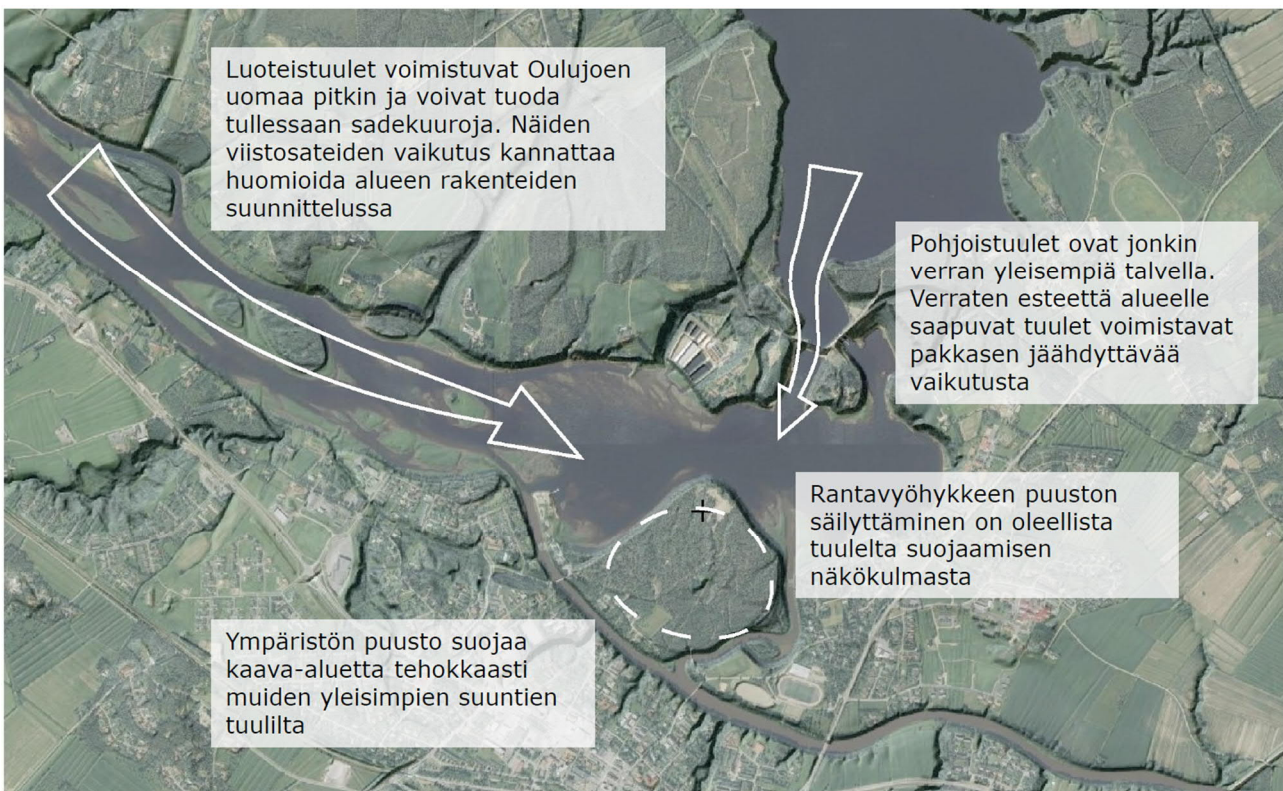 Luoteistuulet voimistuvat Oulujoen
uomaa pitkin ja voivat tuoda
tullessaan sadekuuroja. Näiden
viistosateiden vaikutus kannattaa
huomioida alueen rakenteiden
suunnittelussa
Pohjoistuulet ovat jonkin
verran yleisempiä talvella.
Verraten esteettä alueelle
saapuvat tuulet voimistavat
pakkasen jäähdyttävää
vaikutusta
Rantavyöhykkeen puuston
säilyttäminen on oleellista
tuulelta suojaamisen
näkökulmasta
Ympäristön puusto suojaa
kaava-aluetta tehokkaasti
muiden yleisimpien suuntien
tuulilta